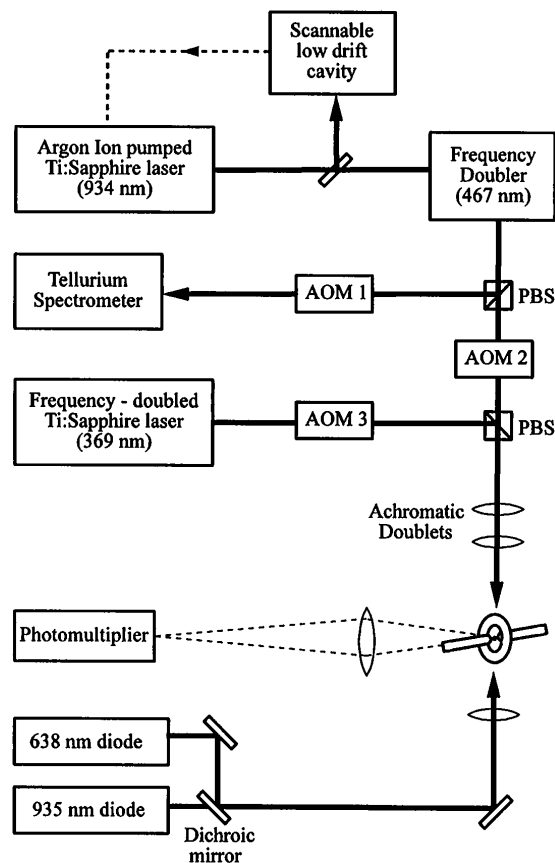 Scannable
low drift
cavity
Argon Ion pumped
Ti:Sapphire laser
(934 nm)
Frequency
Doubler
(467 nm)
Tellurium
Spectrometer
AOM 1
PBS
AOM 2
Frequency - doubled
Ti:Sapphire laser
(369 nm)
AOM 3
PBS
Achromatic
Doublets
Photomultiplier
638 nm diode
935 nm diode
Dichroic
mirror